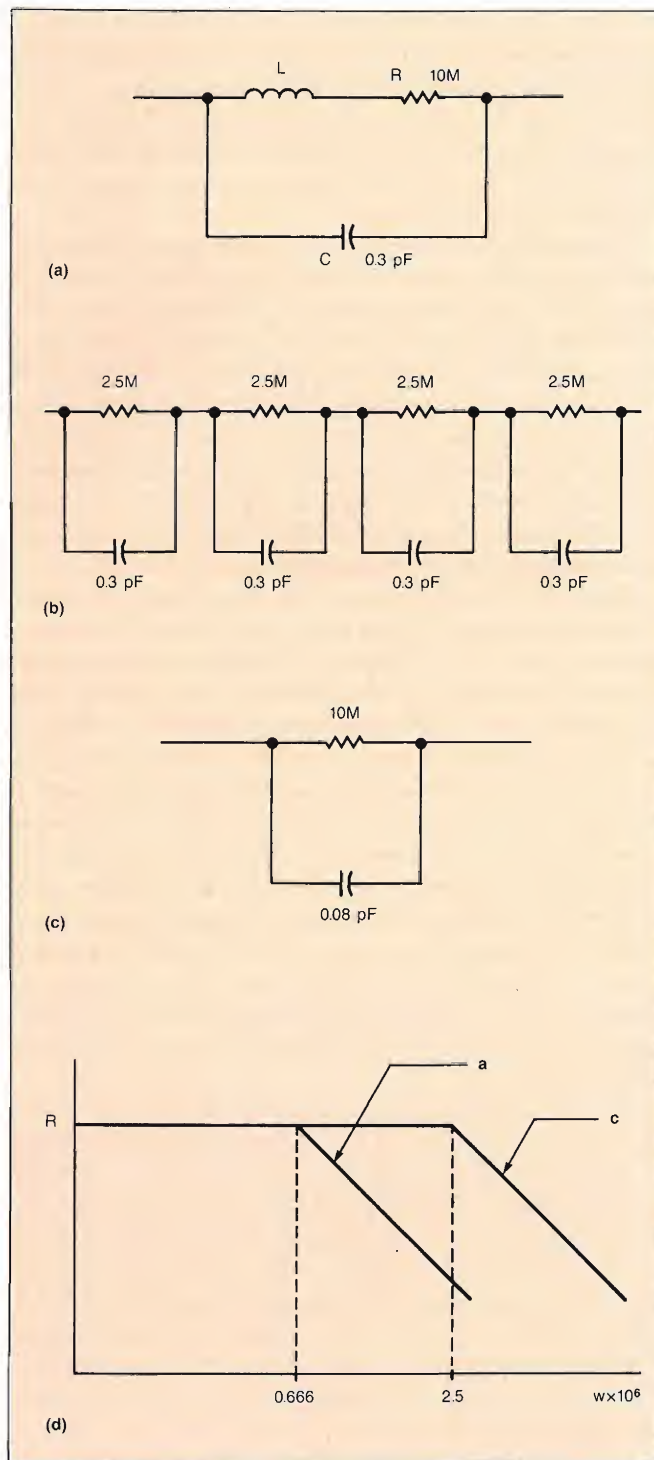 L
R 10M
C 0.3 pF
(a)
2.5M 2.5M 2.5M 2.5M
0.3 pF 0.3 pF 0.3 pF 0.3 pF
(b)
10M
0.08 pF
(c)
a
R
c
0.666 2.5 w×10⁶
(d)